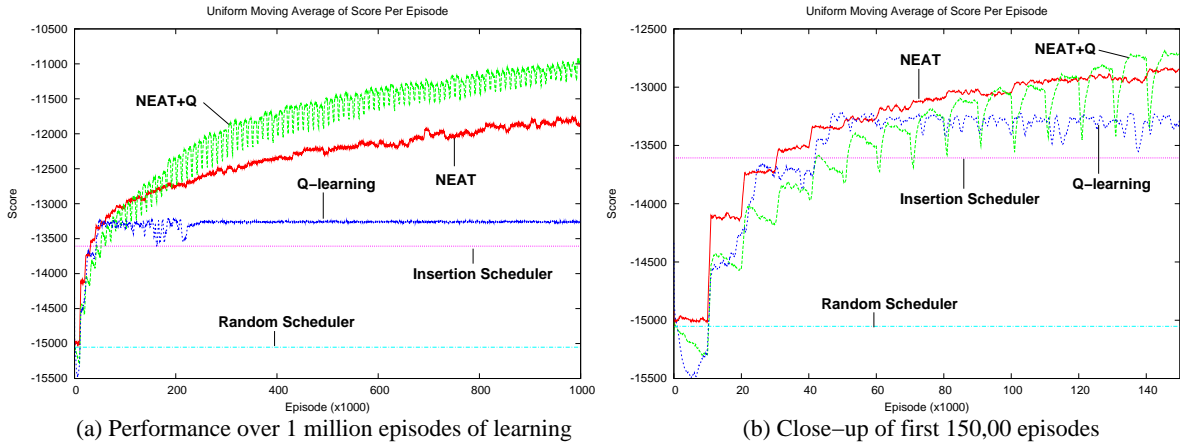 Uniform Moving Average of Score Per Episode
-10500
-11000
-11500
-12000
-12500
-13000
-13500
-14000
-14500
-15000
-15500
Score
NEAT+Q
NEAT
Q-learning
Insertion Scheduler
Random Scheduler
0
200
400
600
800
1000
Episode (x1000)
(a) Performance over 1 million episodes of learning
Uniform Moving Average of Score Per Episode
-12500
-13000
-13500
-14000
-14500
-15000
-15500
Score
NEAT+Q
NEAT
Insertion Scheduler
Q-learning
Random Scheduler
0
20
40
60
80
100
120
140
Episode (x1000)
(b) Close-up of first 150,00 episodes